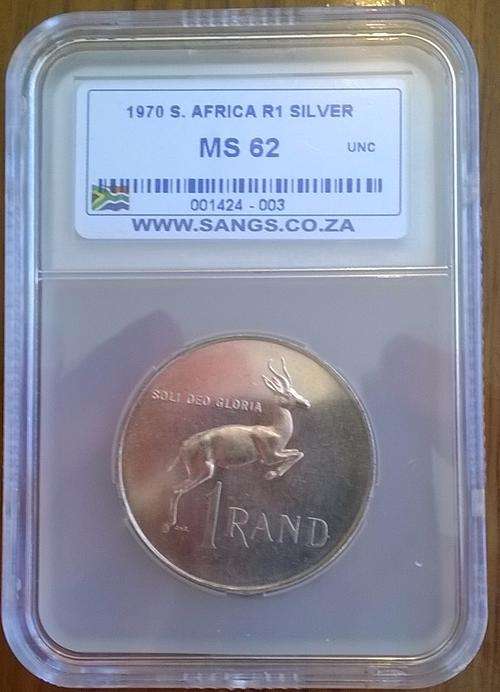 1970 S. AFRICA R1 SILVER
MS 62 UNC
001424 - 003
WWW.SANGS.CO.ZA
SOLI DEO GLORIA
1 RAND